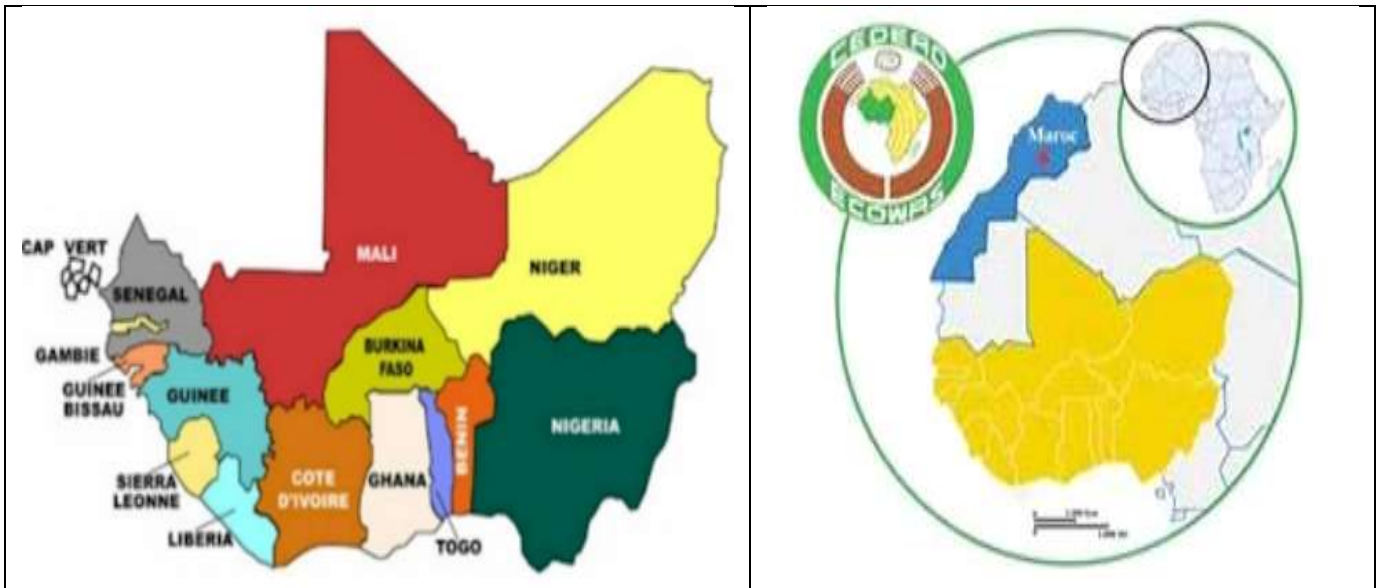 MALI
NIGER
CAP VERT
SENEGAL
GAMBIE
GUINEE
BISSAU
GUINEE
BURKINA
FASO
NIGERIA
BENIN
SIERRA
LEONNE
COTE
D'IVOIRE
GHANA
LIBERIA
TOGO
CEDEAO
ECOWAS
Maroc